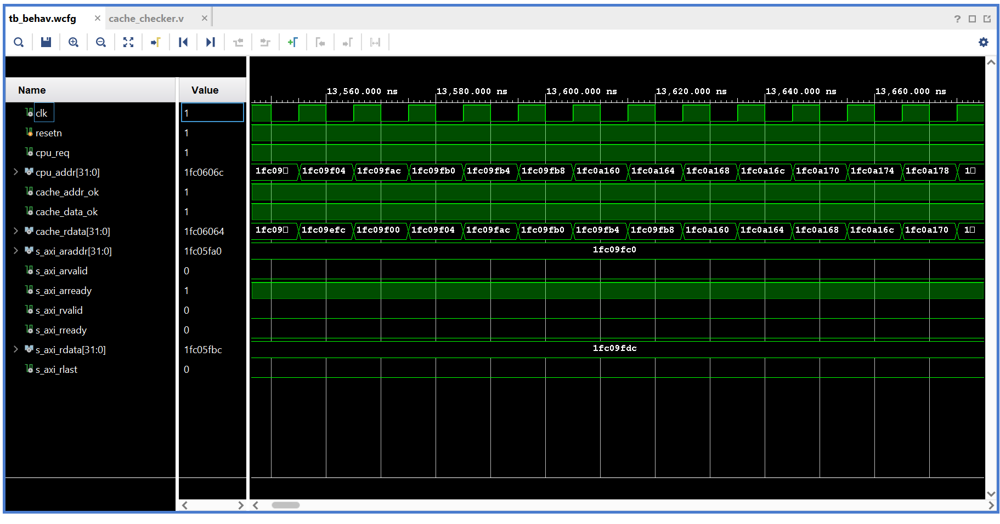 tb_behav.wcfg × cache_checker.v ×
?
Name Value
13,560.000 ns 13,580.000 ns 13,600.000 ns 13,620.000 ns 13,640.000 ns 13,660.000 ns
clk 1
resetn 1
cpu_req 1
cpu_addr[31:0] 1fc0606c 1fc09 1fc09f04 1fc09fac 1fc09fb0 1fc09fb4 1fc09fb8 1fc0a160 1fc0a164 1fc0a168 1fc0a16c 1fc0a170 1fc0a174 1fc0a178 1
cache_addr_ok 1
cache_data_ok 1
cache_rdata[31:0] 1fc06064 1fc09 1fc09efc 1fc09f00 1fc09f04 1fc09fac 1fc09fb0 1fc09fb4 1fc09fb8 1fc0a160 1fc0a164 1fc0a168 1fc0a16c 1fc0a170 1
s_axi_araddr[31:0] 1fc05fa0 1fc09fc0
s_axi_arvalid 0
s_axi_arready 1
s_axi_rvalid 0
s_axi_rready 0
s_axi_rdata[31:0] 1fc05fbc 1fc09fdc
s_axi_rlast 0